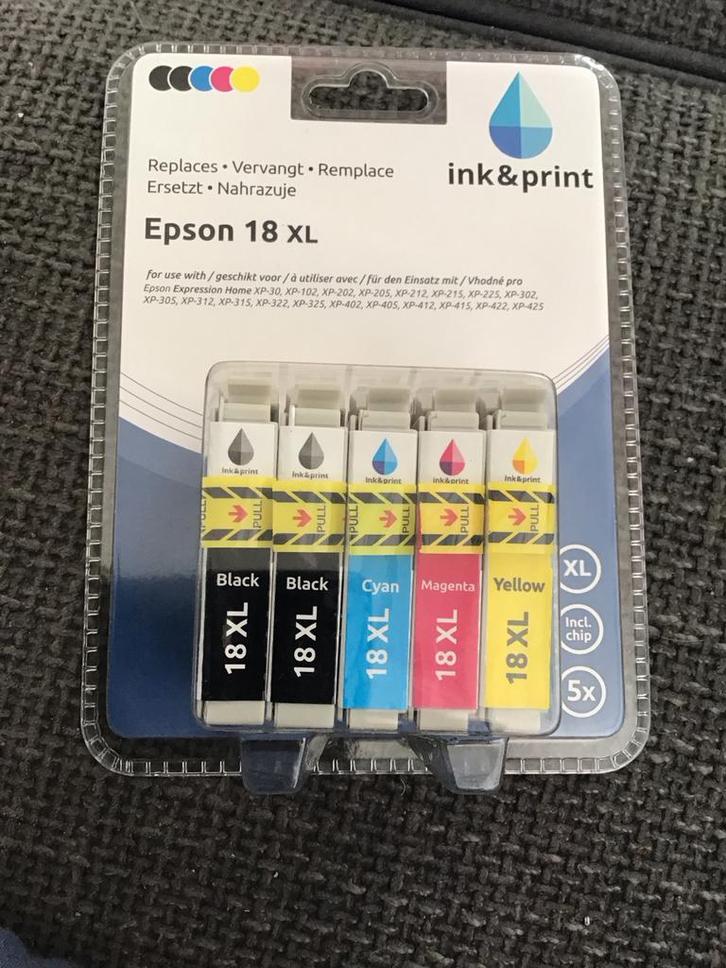 ink&print
Replaces • Vervangt • Remplace
Ersetzt • Nahrazuje
Epson 18 XL
for use with / geschikt voor / à utiliser avec / für den Einsatz mit / Vhodné pro
Epson Expression Home XP-30, XP-102, XP-202, XP-205, XP-212, XP-215, XP-225, XP-302,
XP-305, XP-312, XP-315, XP-322, XP-325, XP-402, XP-405, XP-412, XP-415, XP-422, XP-425
ink&print ink&print ink&print ink&print ink&print
PULL PULL PULL PULL PULL PULL PULL
Black Black Cyan Magenta Yellow
18 XL 18 XL 18 XL 18 XL 18 XL
XL
Incl.
chip
5x